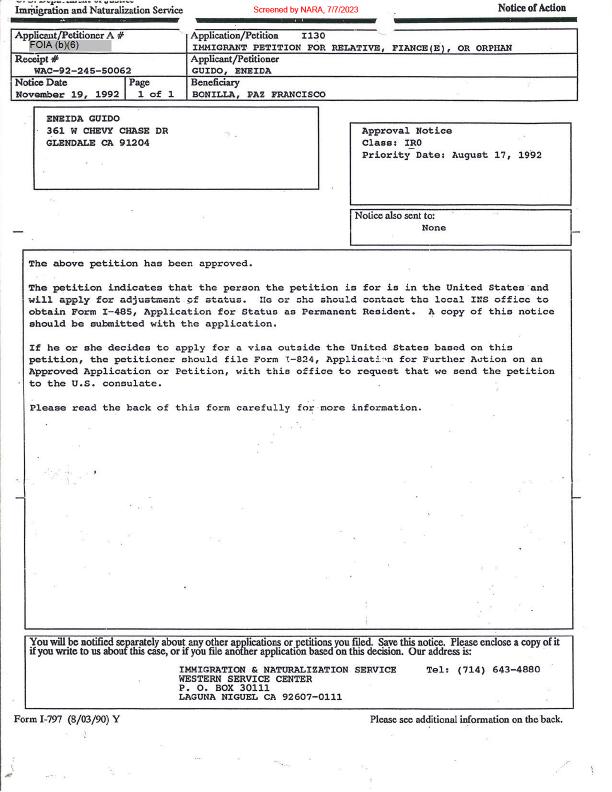 U.S. Department of Justice
Immigration and Naturalization Service
Screened by NARA, 7/7/2023
Notice of Action
Applicant/Petitioner A #
FOIA (b)(6)
Application/Petition I130
IMMIGRANT PETITION FOR RELATIVE, FIANCE(E), OR ORPHAN
Receipt #
WAC-92-245-50062
Applicant/Petitioner
GUIDO, ENEIDA
Notice Date
November 19, 1992
Page
1 of 1
Beneficiary
BONILLA, PAZ FRANCISCO
ENEIDA GUIDO
361 W CHEVY CHASE DR
GLENDALE CA 91204
Approval Notice
Class: IR0
Priority Date: August 17, 1992
Notice also sent to:
None
The above petition has been approved.
The petition indicates that the person the petition is for is in the United States and
will apply for adjustment of status. He or she should contact the local INS office to
obtain Form I-485, Application for Status as Permanent Resident. A copy of this notice
should be submitted with the application.
If he or she decides to apply for a visa outside the United States based on this
petition, the petitioner should file Form I-824, Application for Further Action on an
Approved Application or Petition, with this office to request that we send the petition
to the U.S. consulate.
Please read the back of this form carefully for more information.
You will be notified separately about any other applications or petitions you filed. Save this notice. Please enclose a copy of it
if you write to us about this case, or if you file another application based on this decision. Our address is:
IMMIGRATION & NATURALIZATION SERVICE Tel: (714) 643-4880
WESTERN SERVICE CENTER
P. O. BOX 30111
LAGUNA NIGUEL CA 92607-0111
Form I-797 (8/03/90) Y
Please see additional information on the back.